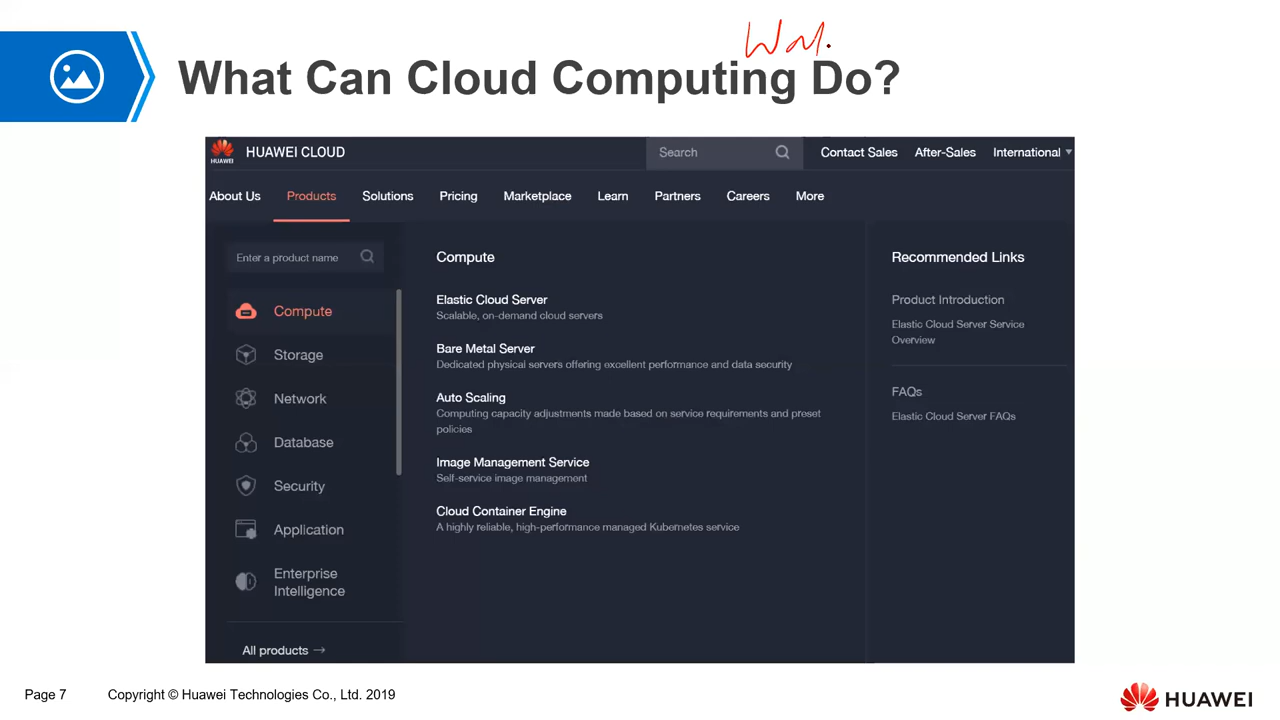 What Can Cloud Computing Do?
HUAWEI
HUAWEI CLOUD
Search
Contact Sales
After-Sales
International
About Us
Products
Solutions
Pricing
Marketplace
Learn
Partners
Careers
More
Enter a product name
Compute
Storage
Network
Database
Security
Application
Enterprise
Intelligence
All products →
Compute
Elastic Cloud Server
Scalable, on-demand cloud servers
Bare Metal Server
Dedicated physical servers offering excellent performance and data security
Auto Scaling
Computing capacity adjustments made based on service requirements and preset
policies
Image Management Service
Self-service image management
Cloud Container Engine
A highly reliable, high-performance managed Kubernetes service
Recommended Links
Product Introduction
Elastic Cloud Server Service
Overview
FAQs
Elastic Cloud Server FAQs
Page 7
Copyright © Huawei Technologies Co., Ltd. 2019
HUAWEI